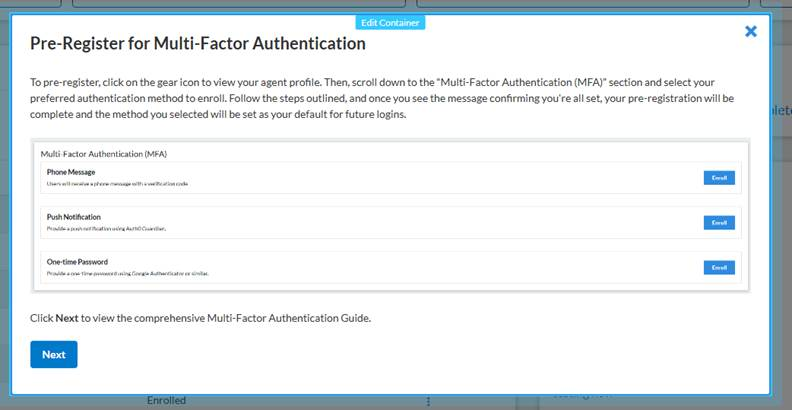 Edit Container
Pre-Register for Multi-Factor Authentication
To pre-register, click on the gear icon to view your agent profile. Then, scroll down to the "Multi-Factor Authentication (MFA)" section and select your
preferred authentication method to enroll. Follow the steps outlined, and once you see the message confirming you're all set, your pre-registration will be
complete and the method you selected will be set as your default for future logins.
Multi-Factor Authentication (MFA)
Phone Message
Users will receive a phone message with a verification code
Enroll
Push Notification
Provide a push notification using Auth0 Guardian.
Enroll
One-time Password
Provide a one-time password using Google Authenticator or similar.
Enroll
Click Next to view the comprehensive Multi-Factor Authentication Guide.
Next
Enrolled